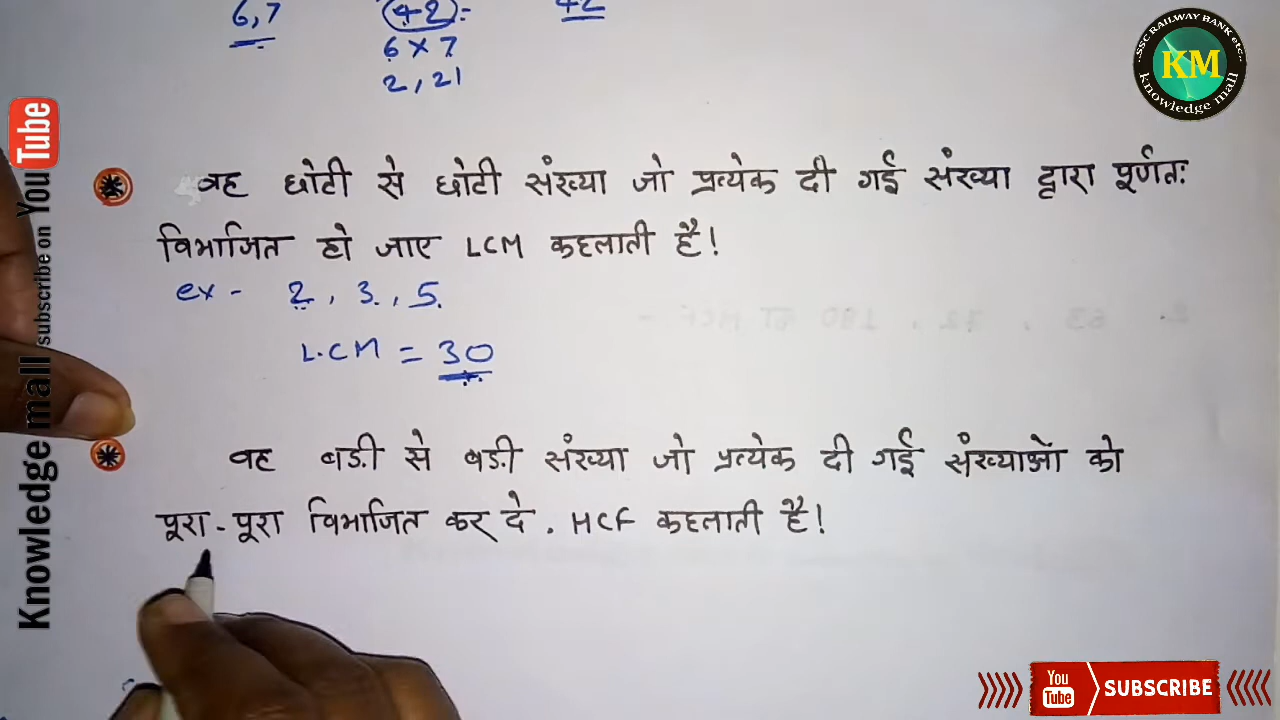 6,7 (42)= 42
6 x 7
2, 21
वह छोटी से छोटी संख्या जो प्रत्येक दी गई संख्या द्वारा पूर्णतः
विभाजित हो जाए LCM कहलाती है!
ex - 2, 3, 5
L.CM = 30
वह बड़ी से बड़ी संख्या जो प्रत्येक दी गई संख्याओं को
पूरा-पूरा विभाजित कर दे. HCF कहलाती है!
SSC RAILWAY BANK etc.
KM
knowledge mall
Knowledge mall subscribe on YouTube
You Tube SUBSCRIBE